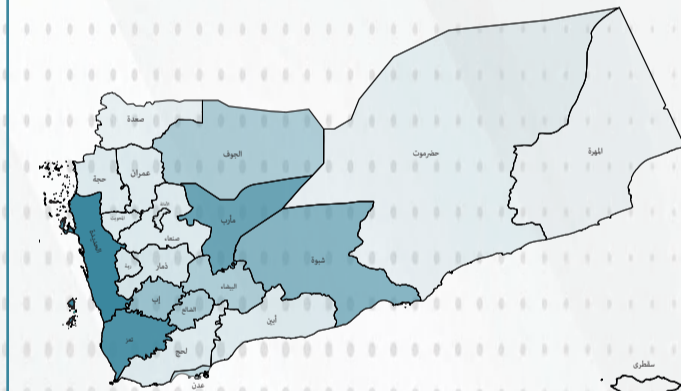 صعدة
الجوف
حضرموت
المهرة
حجة
عمران
مأرب
المحويت
صنعاء
الحديدة
شبوة
ذمار
البيضاء
إب
الضالع
أبين
تعز
لحج
سقطرى
عدن